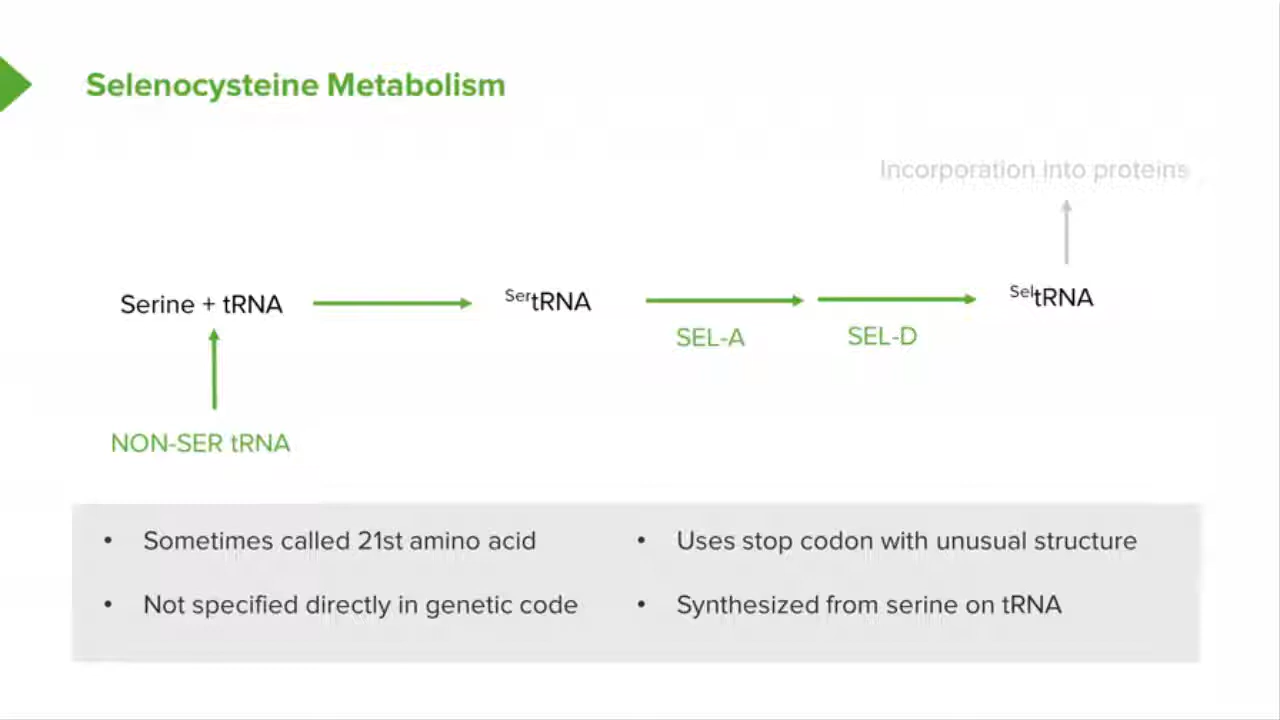 Selenocysteine Metabolism
Incorporation into proteins
Serine + tRNA
SertRNA
SeltRNA
SEL-A
SEL-D
NON-SER tRNA
• Sometimes called 21st amino acid
• Not specified directly in genetic code
• Uses stop codon with unusual structure
• Synthesized from serine on tRNA